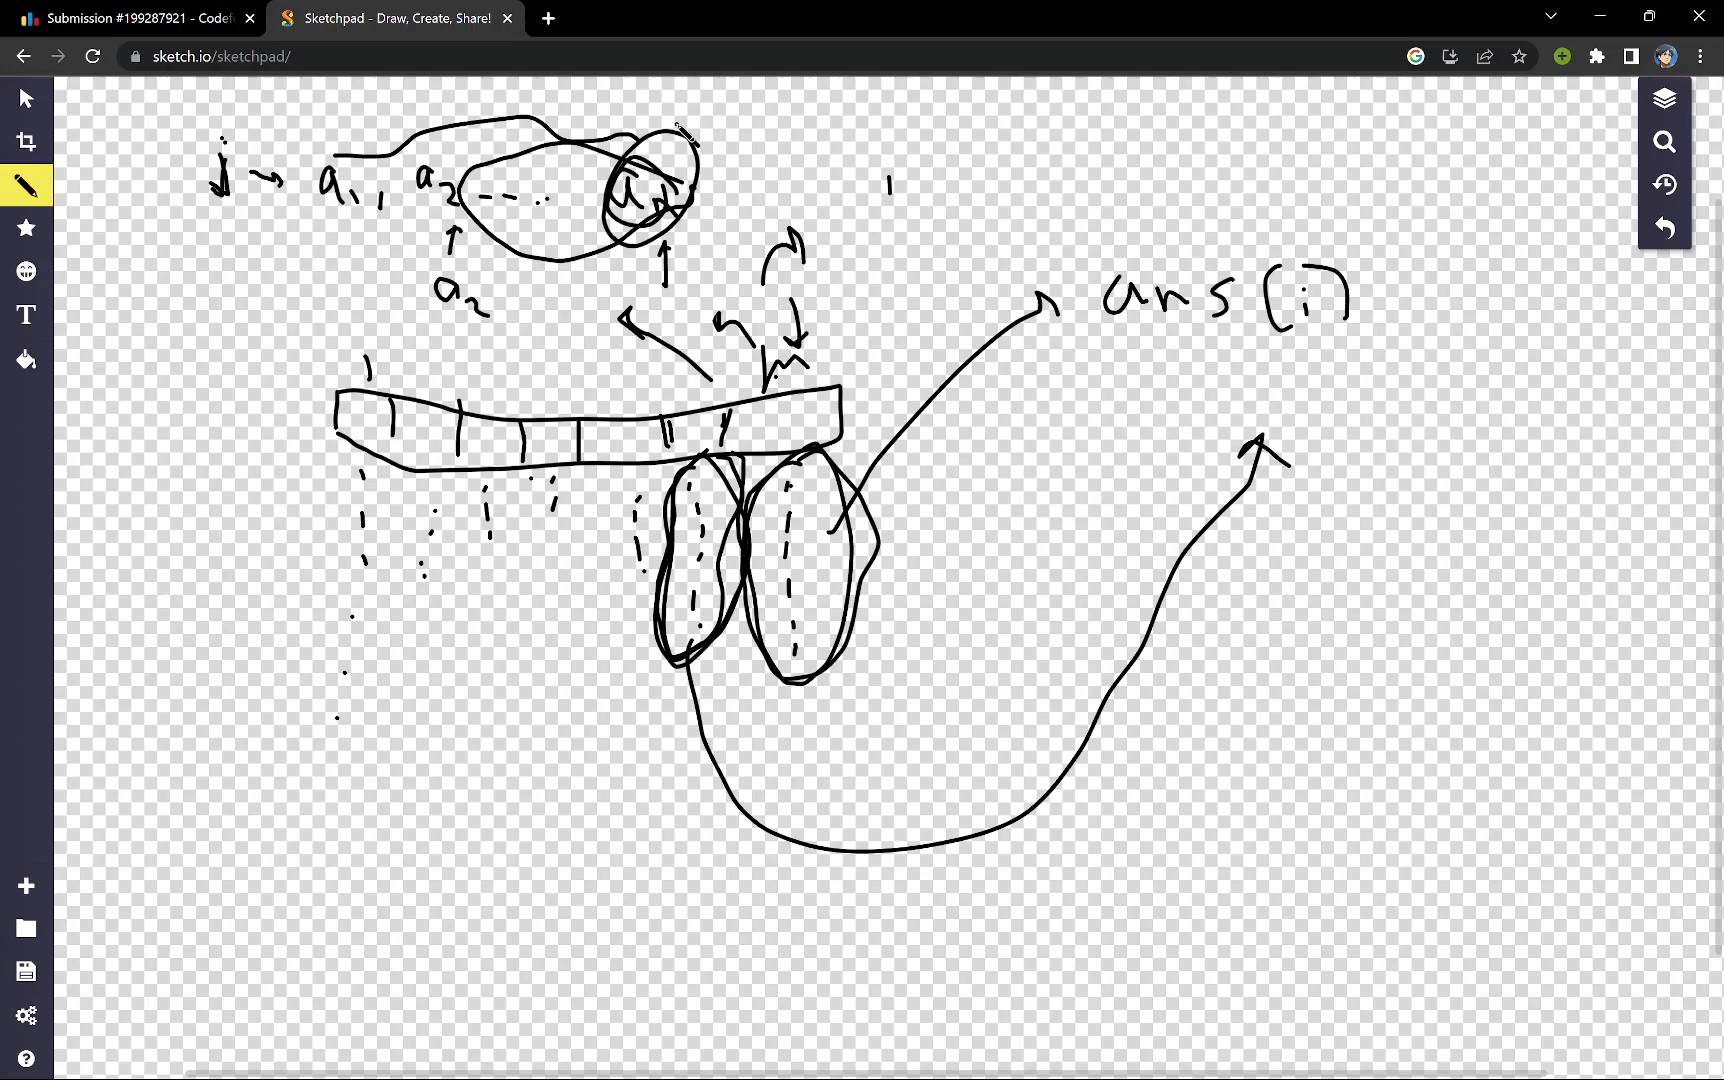 Submission #199287921 - Codef
Sketchpad - Draw, Create, Share!
sketch.io/sketchpad/
j → a1, a2 - - ..
a2
ans(i)
m